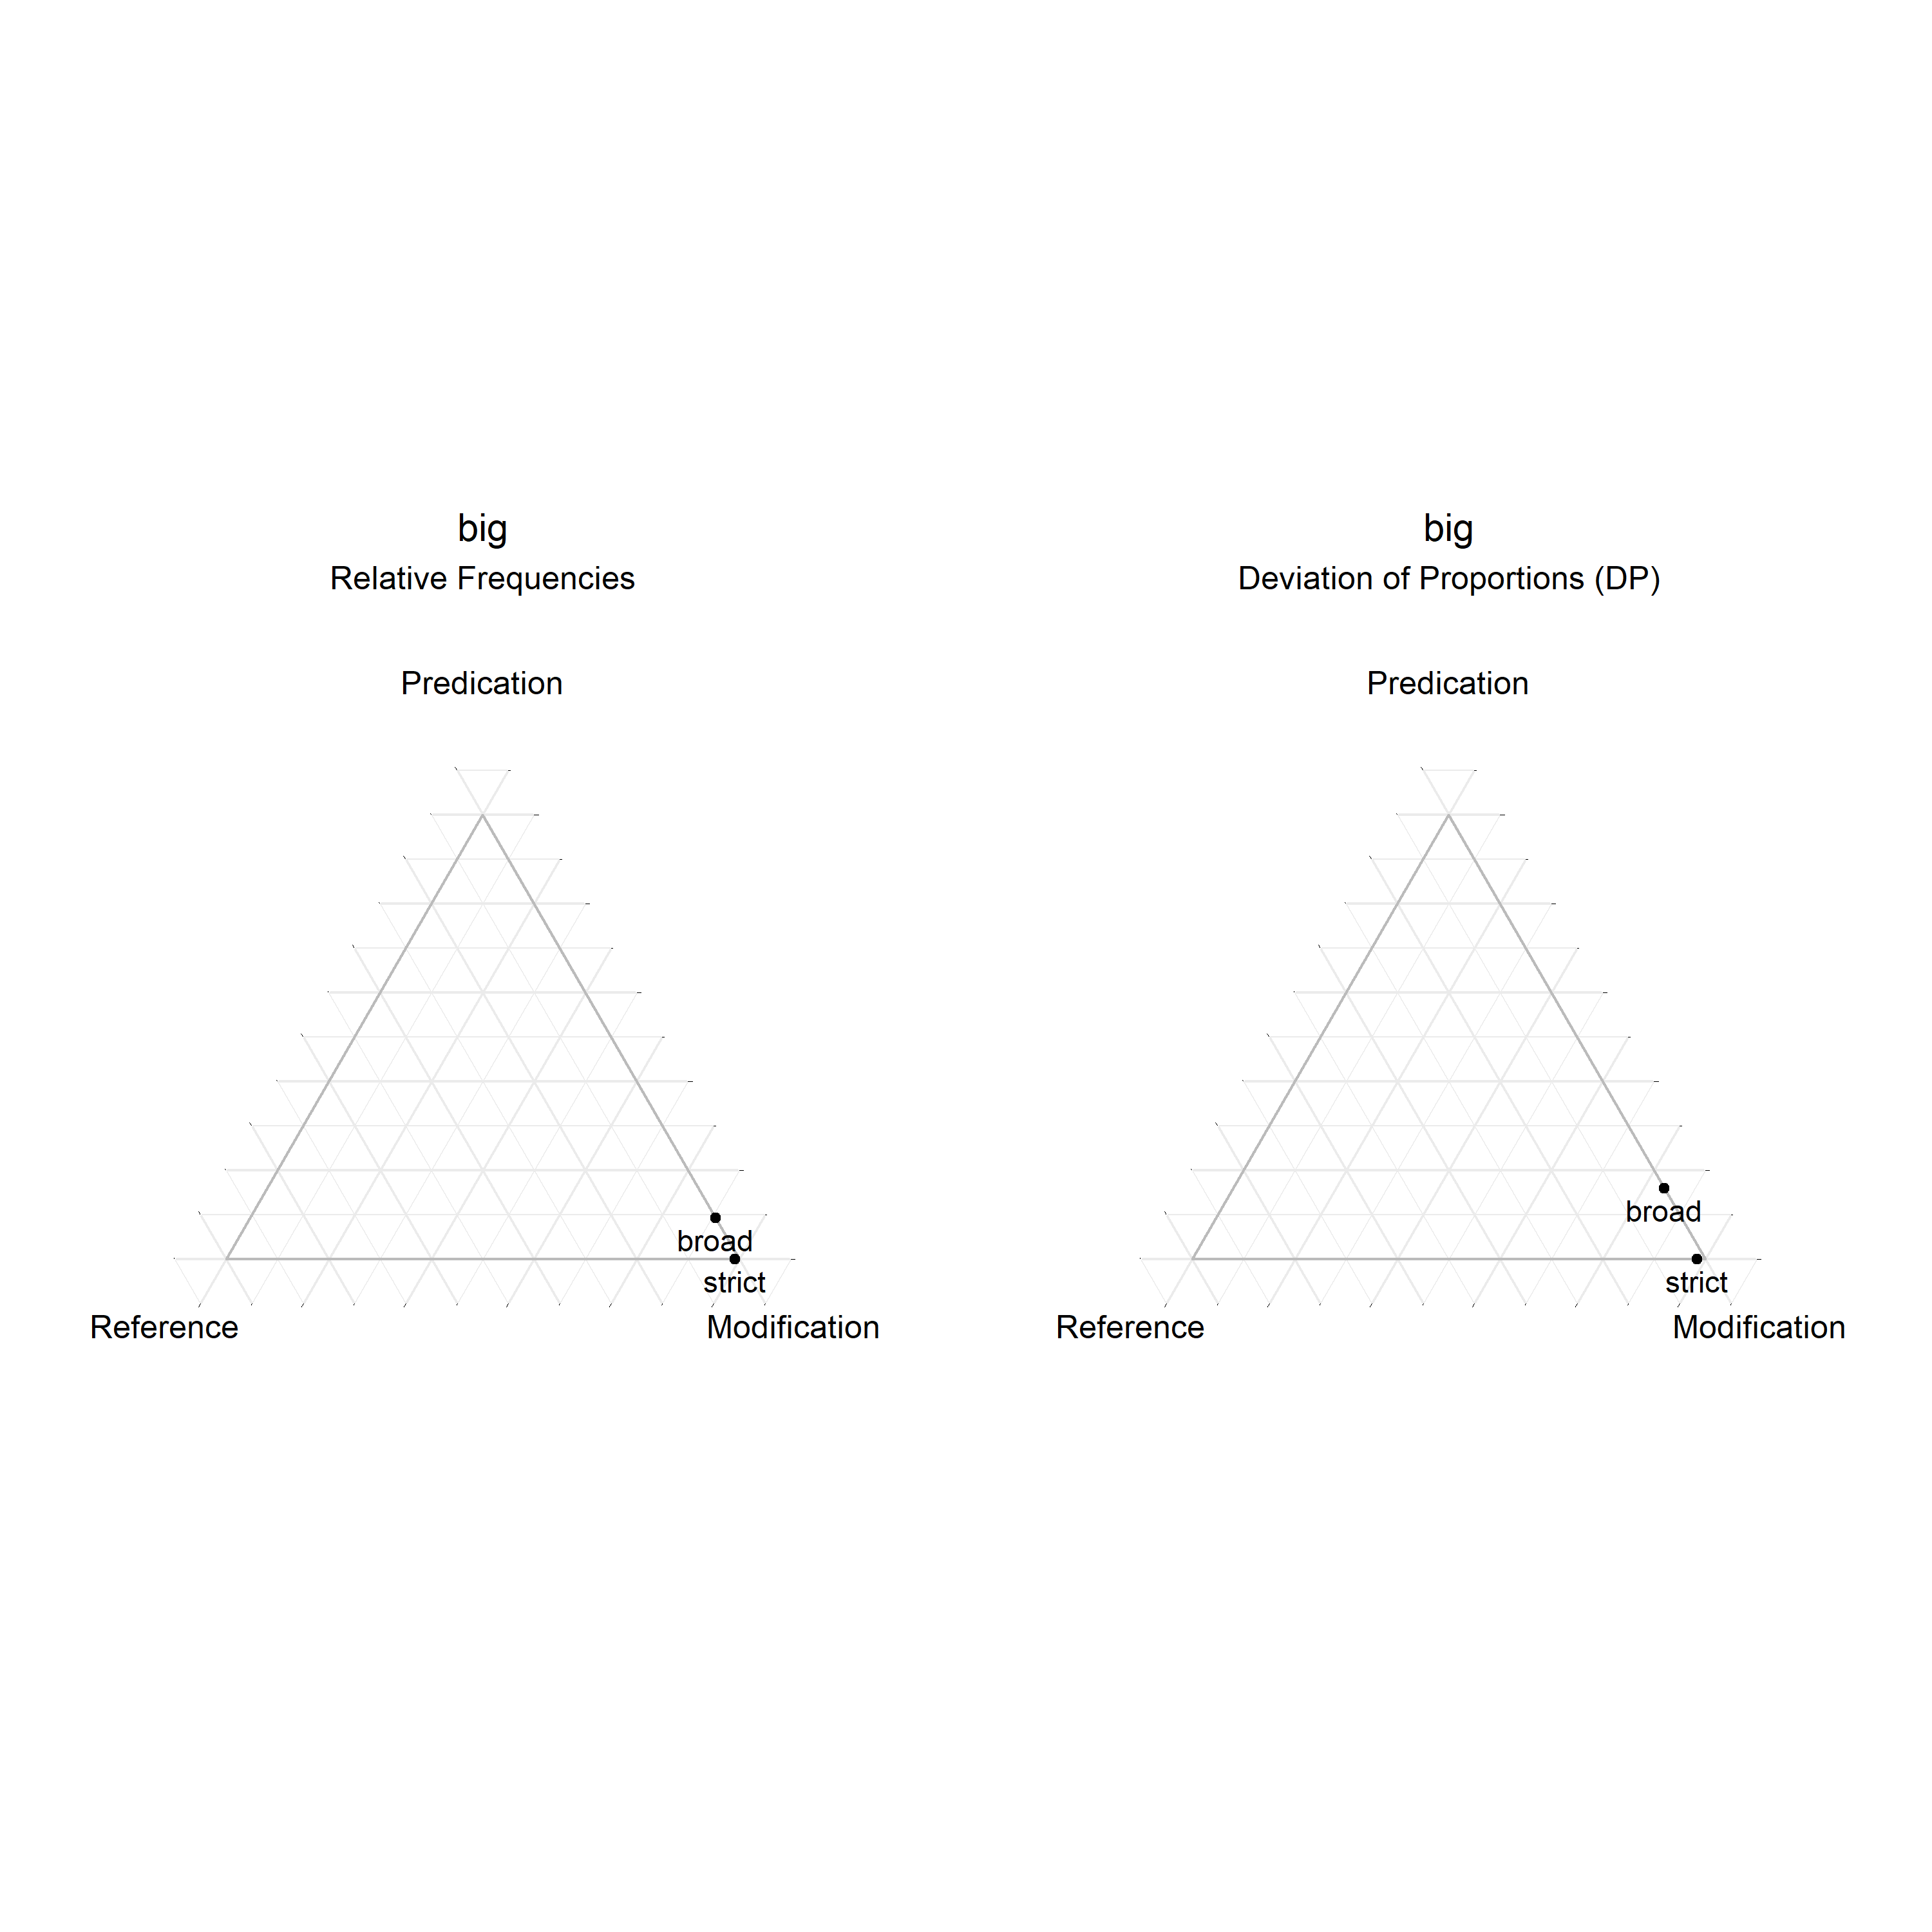 big
Relative Frequencies
Predication
broad
strict
Reference
Modification
big
Deviation of Proportions (DP)
Predication
broad
strict
Reference
Modification